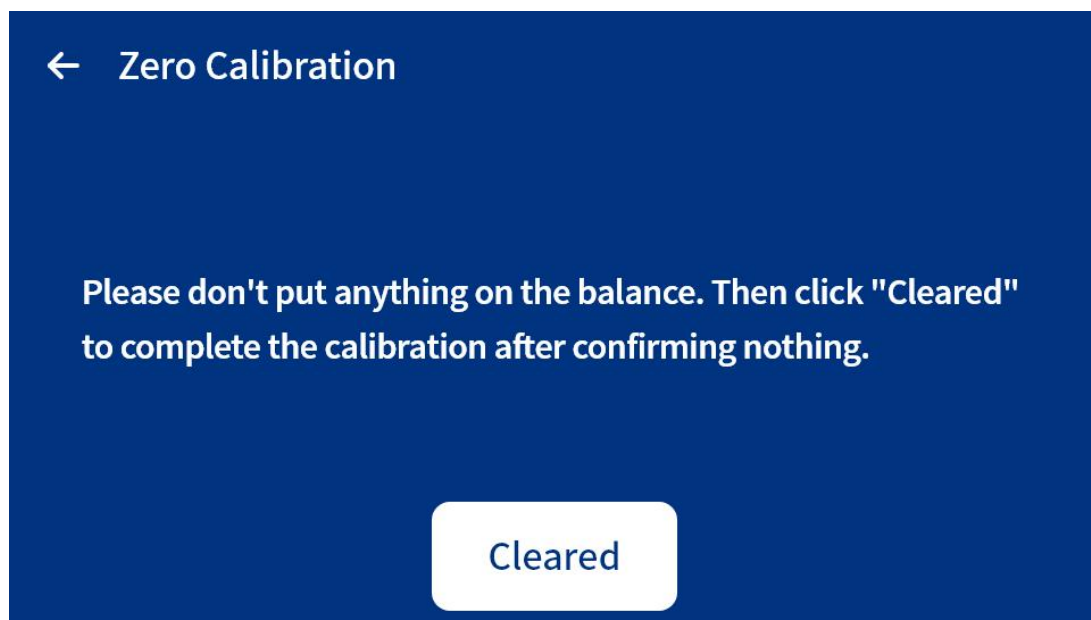 ← Zero Calibration
Please don't put anything on the balance. Then click "Cleared"
to complete the calibration after confirming nothing.
Cleared